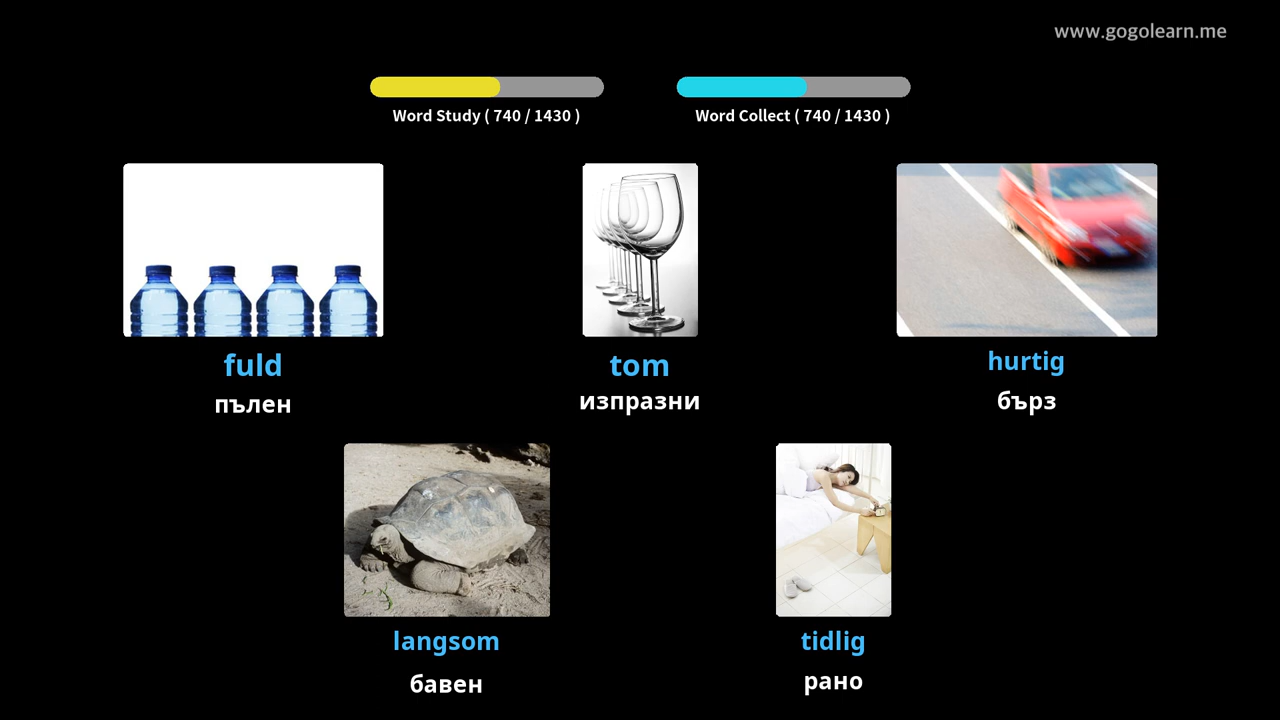 www.gogolearn.me
Word Study ( 740 / 1430 )
Word Collect ( 740 / 1430 )
fuld
tom
hurtig
пълен
изпразни
бърз
langsom
tidlig
бавен
рано